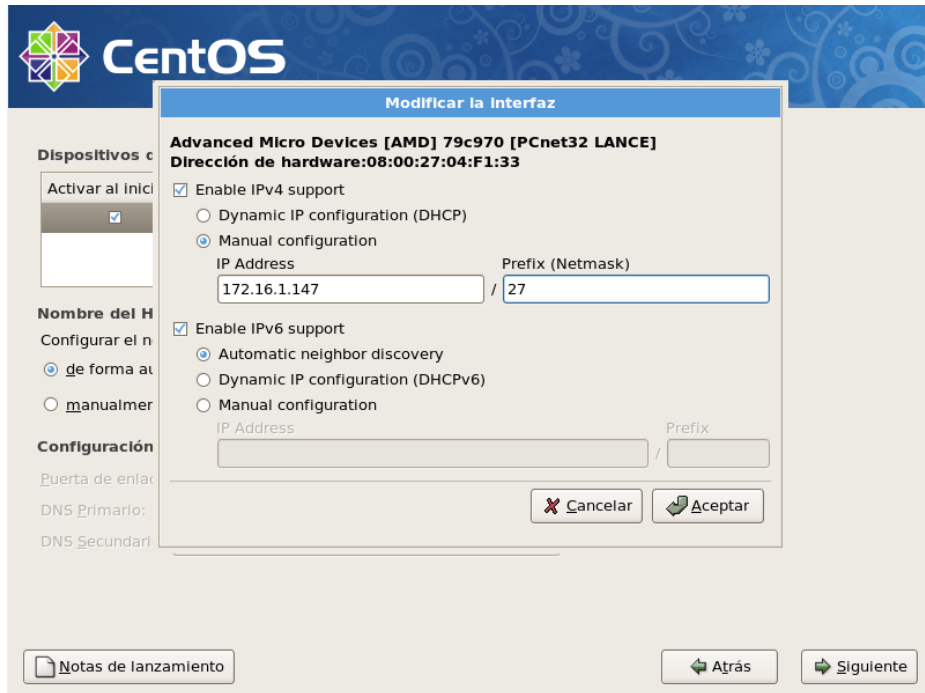 CentOS
Modificar la interfaz
Advanced Micro Devices [AMD] 79c970 [PCnet32 LANCE]
Dirección de hardware:08:00:27:04:F1:33
Dispositivos d
Activar al inici
Enable IPv4 support
Dynamic IP configuration (DHCP)
Manual configuration
IP Address Prefix (Netmask)
172.16.1.147 / 27
Nombre del H
Configurar el n
de forma au
manualmer
Enable IPv6 support
Automatic neighbor discovery
Dynamic IP configuration (DHCPv6)
Manual configuration
IP Address Prefix
/
Configuración
Puerta de enlac
DNS Primario:
DNS Secundari
Cancelar Aceptar
Notas de lanzamiento Atrás Siguiente